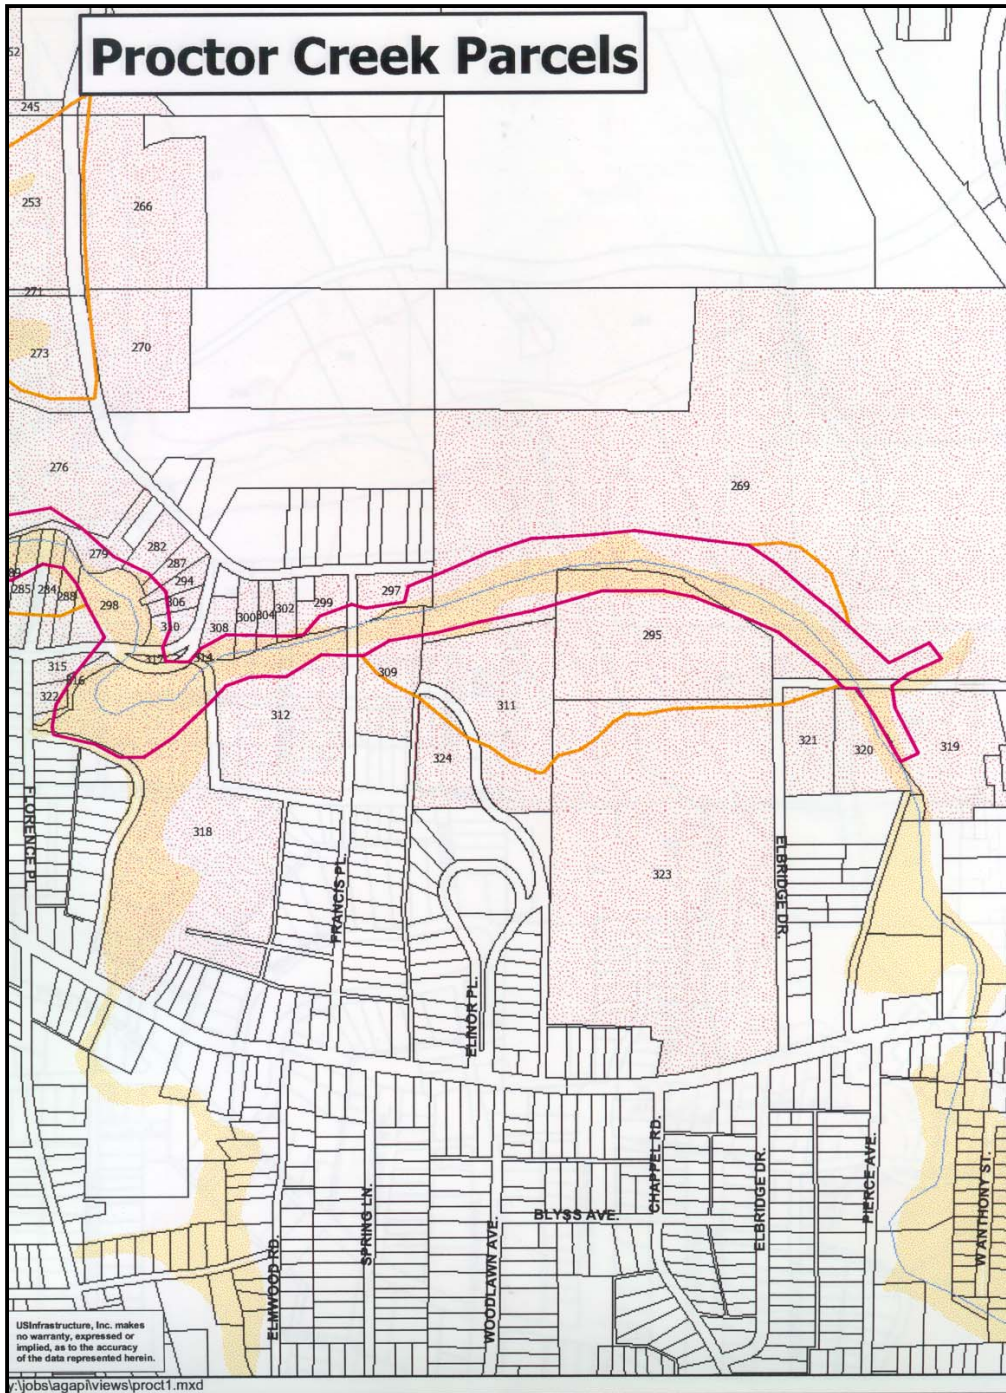 Proctor Creek Parcels
52
245
253
266
271
273
270
276
269
279
282
287
294
306
310
285
284
288
298
308
300
304
302
299
297
317
314
315
316
322
309
295
312
311
324
321
320
319
318
323
FLORENCE PL.
FRANCIS PL.
ELINOR PL.
ELBRIDGE DR.
ELMWOOD RD.
SPRING LN.
WOODLAWN AVE.
BLYSS AVE.
CHAPPEL RD.
ELBRIDGE DR.
PIERCE AVE.
W ANTHONY ST.
USInfrastructure, Inc. makes
no warranty, expressed or
implied, as to the accuracy
of the data represented herein.
y:\jobs\agapi\views\proct1.mxd